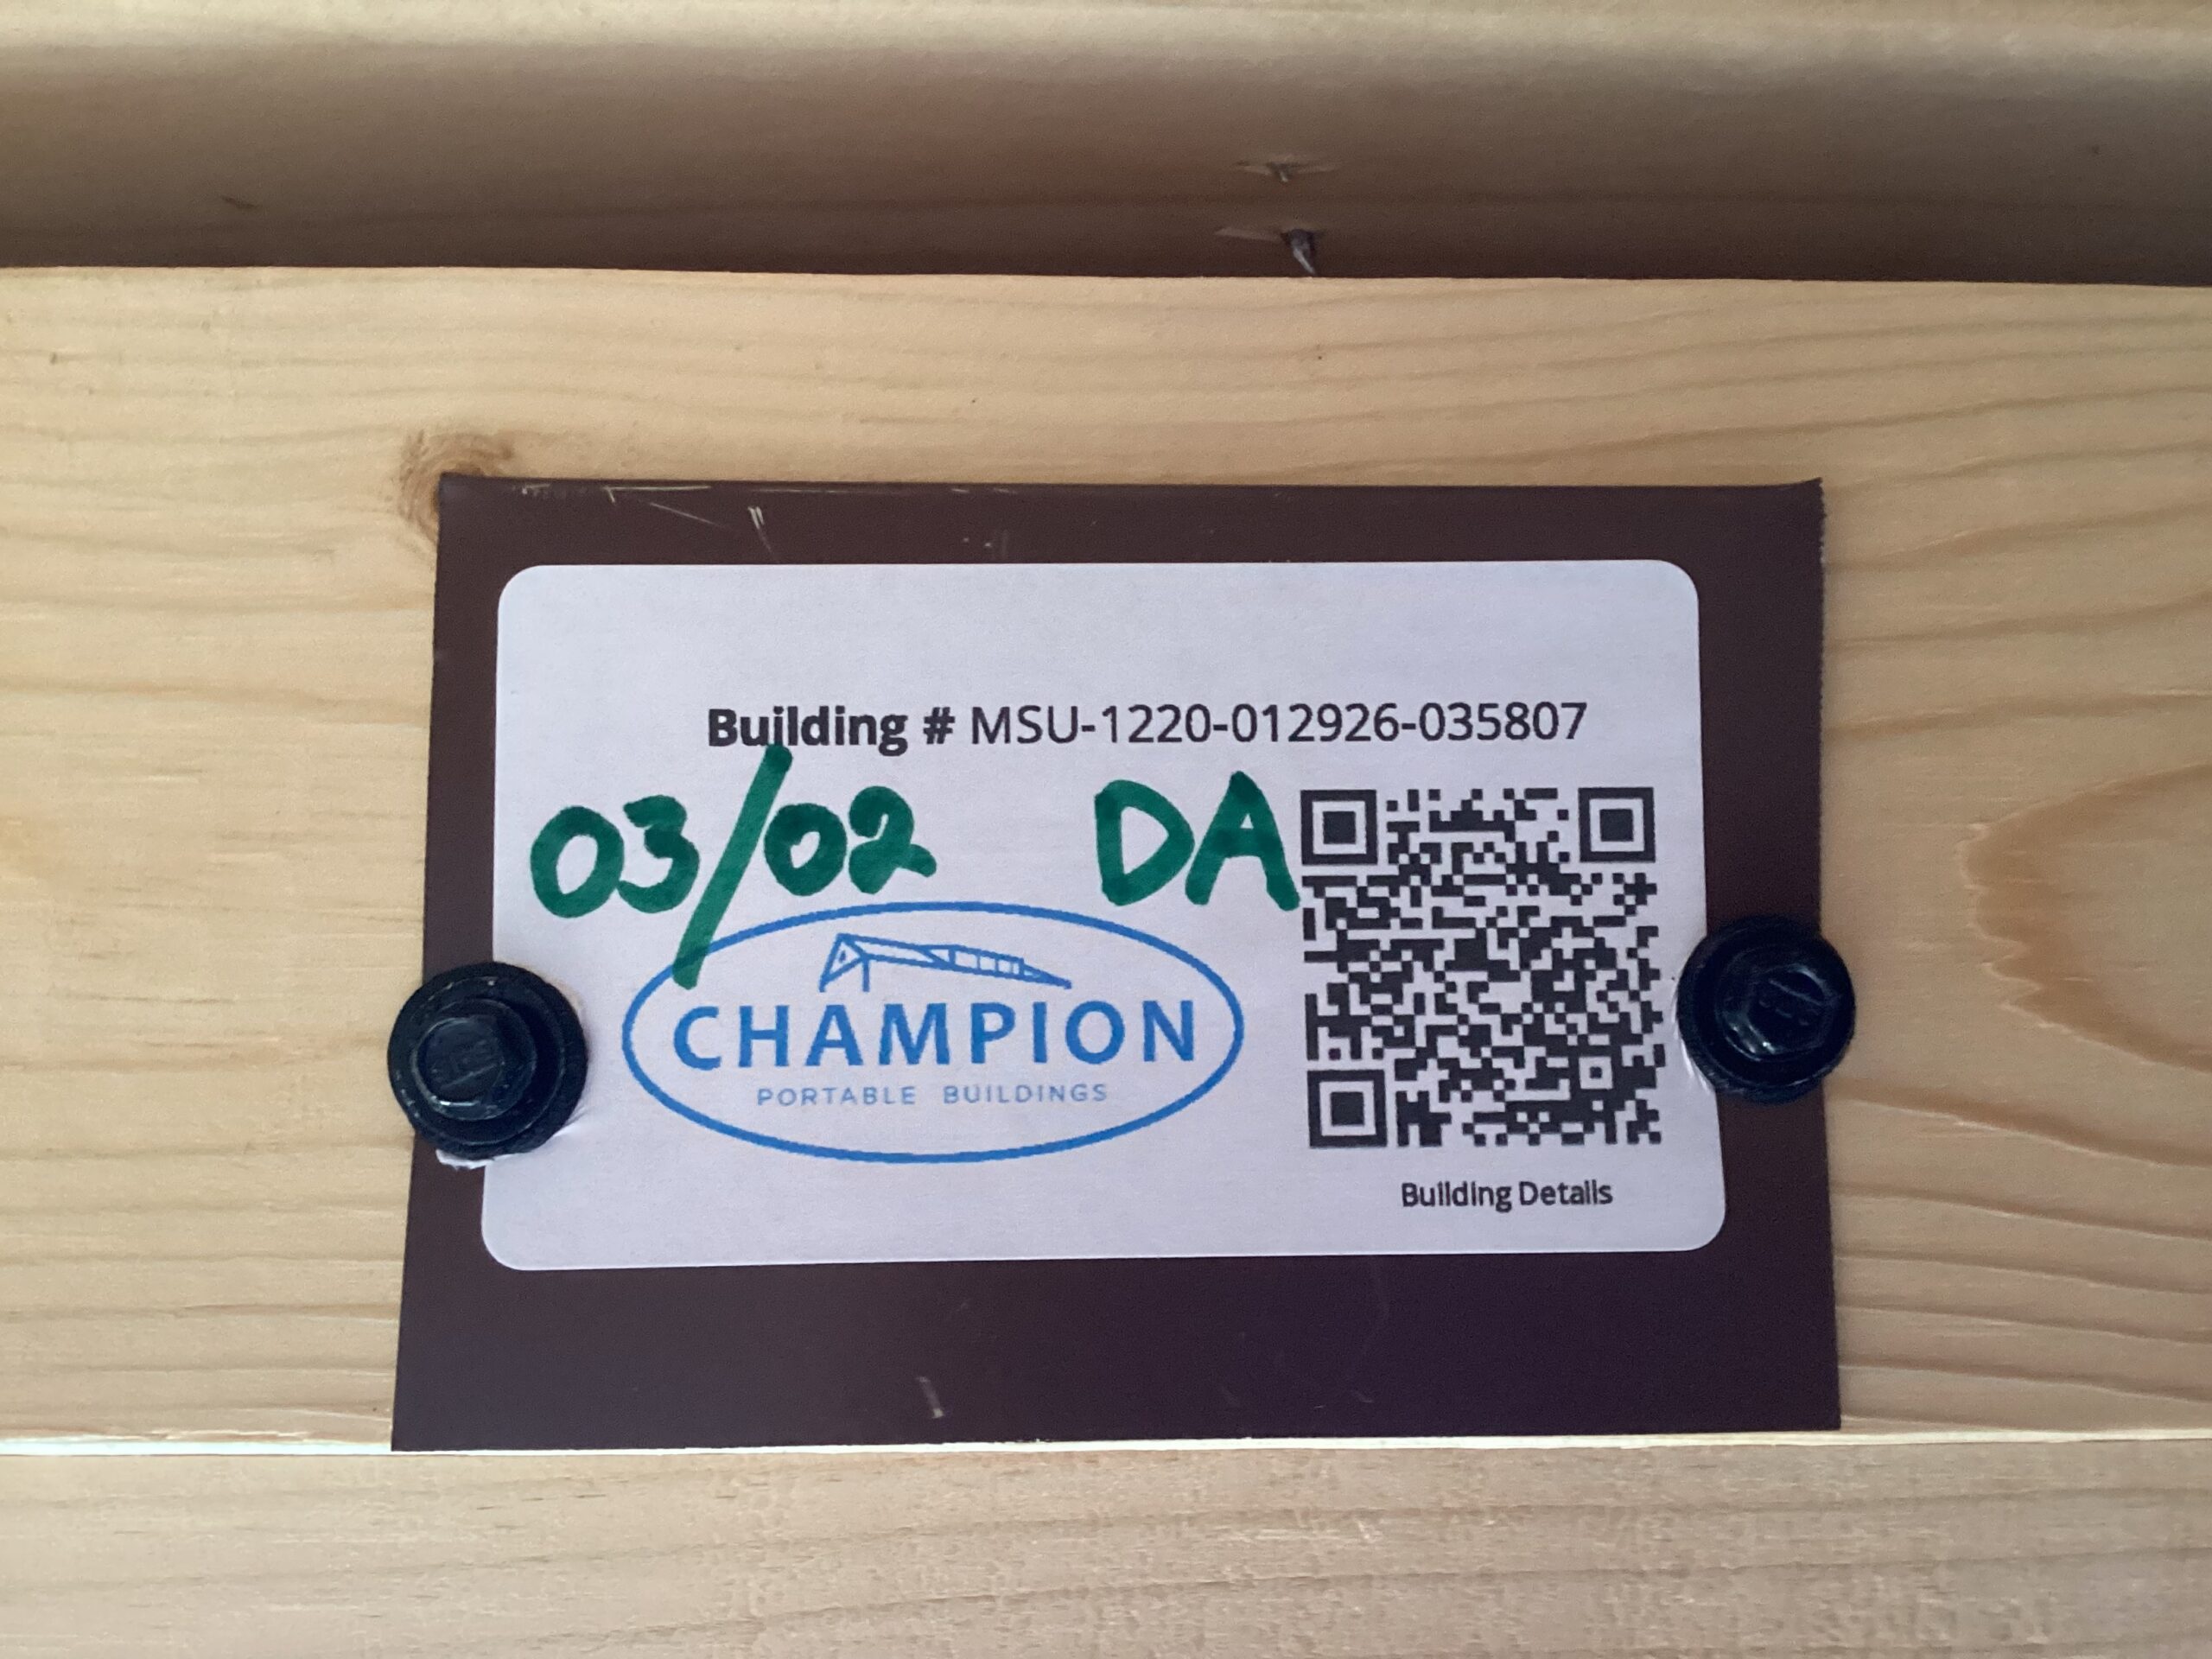 Building # MSU-1220-012926-035807
03/02 DA
CHAMPION
PORTABLE BUILDINGS
Building Details